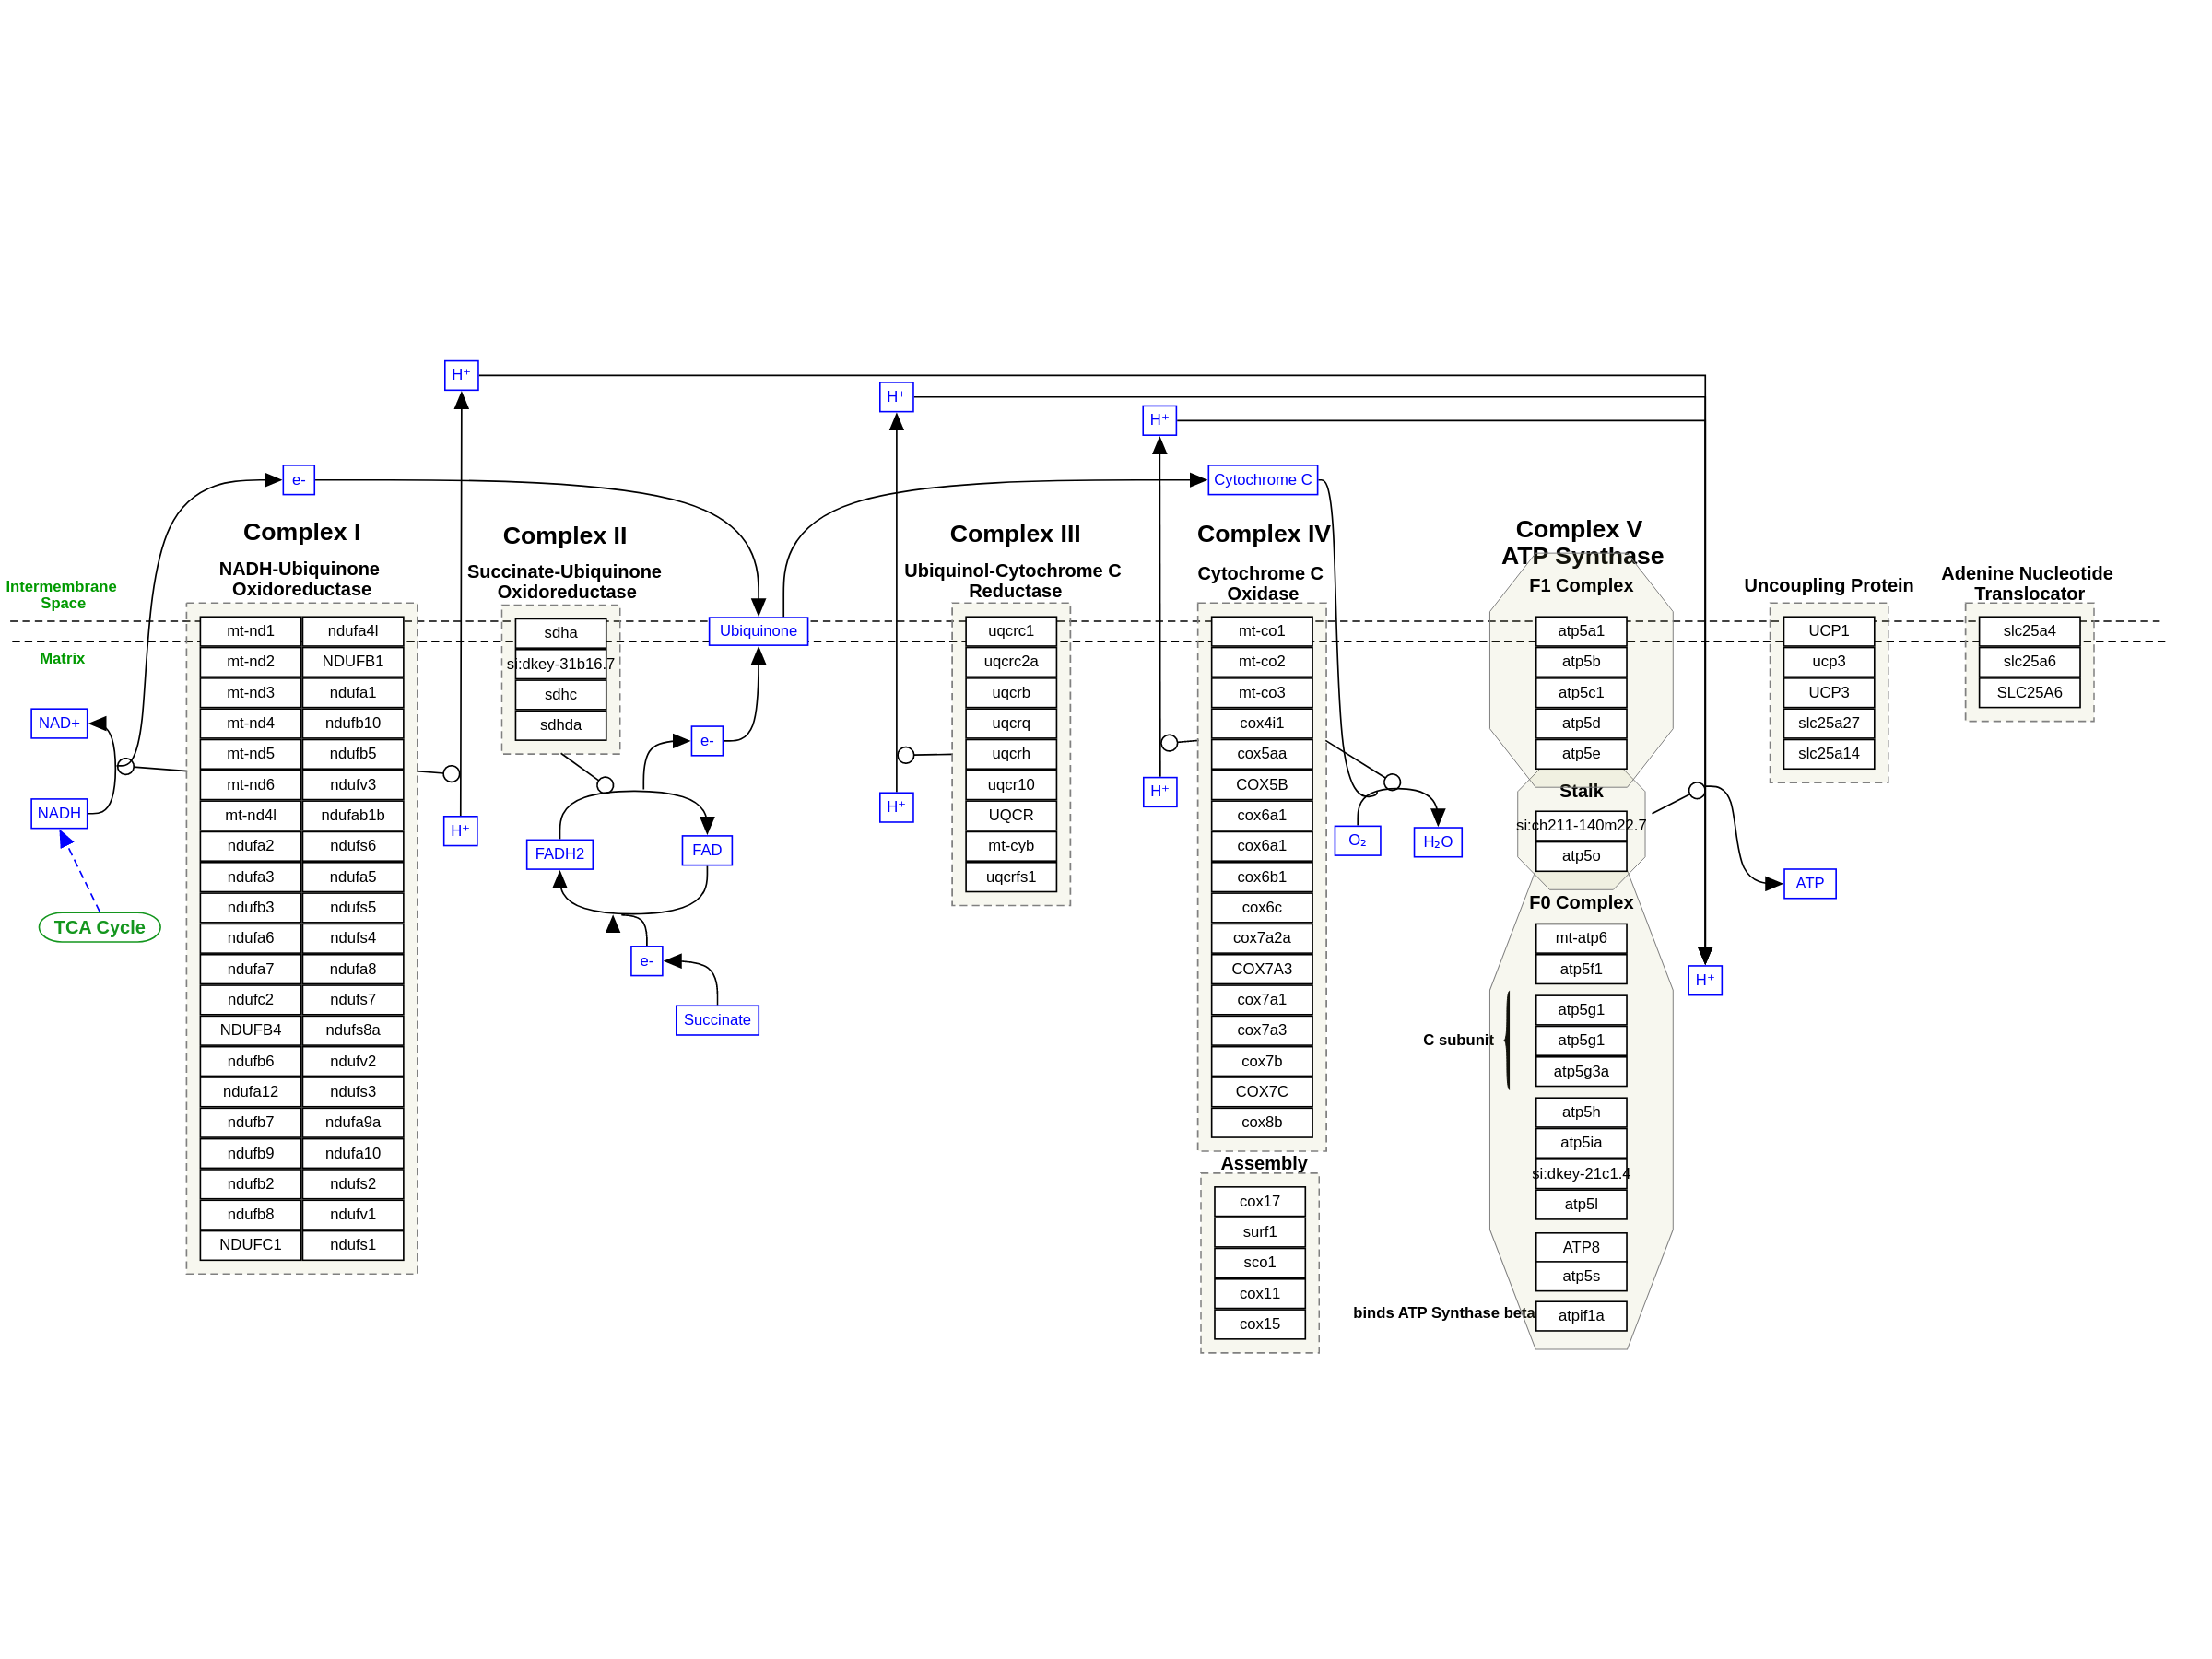 H⁺
H⁺
H⁺
e-
Cytochrome C
Complex I
NADH-Ubiquinone
Oxidoreductase
Complex II
Succinate-Ubiquinone
Oxidoreductase
Complex III
Ubiquinol-Cytochrome C
Reductase
Complex IV
Cytochrome C
Oxidase
Complex V
ATP Synthase
F1 Complex
Uncoupling Protein
Adenine Nucleotide
Translocator
Intermembrane
Space
Matrix
NAD+
NADH
TCA Cycle
mt-nd1 ndufa4l
mt-nd2 NDUFB1
mt-nd3 ndufa1
mt-nd4 ndufb10
mt-nd5 ndufb5
mt-nd6 ndufv3
mt-nd4l ndufab1b
ndufa2 ndufs6
ndufa3 ndufa5
ndufb3 ndufs5
ndufa6 ndufs4
ndufa7 ndufa8
ndufc2 ndufs7
NDUFB4 ndufs8a
ndufb6 ndufv2
ndufa12 ndufs3
ndufb7 ndufa9a
ndufb9 ndufa10
ndufb2 ndufs2
ndufb8 ndufv1
NDUFC1 ndufs1
H⁺
sdha
si:dkey-31b16.7
sdhc
sdhda
Ubiquinone
e-
FADH2
FAD
e-
Succinate
H⁺
uqcrc1
uqcrc2a
uqcrb
uqcrq
uqcrh
uqcr10
UQCR
mt-cyb
uqcrfs1
H⁺
mt-co1
mt-co2
mt-co3
cox4i1
cox5aa
COX5B
cox6a1
cox6a1
cox6b1
cox6c
cox7a2a
COX7A3
cox7a1
cox7a3
cox7b
COX7C
cox8b
Assembly
cox17
surf1
sco1
cox11
cox15
O₂
H₂O
atp5a1
atp5b
atp5c1
atp5d
atp5e
Stalk
si:ch211-140m22.7
atp5o
F0 Complex
mt-atp6
atp5f1
C subunit
atp5g1
atp5g1
atp5g3a
atp5h
atp5ia
si:dkey-21c1.4
atp5l
ATP8
atp5s
binds ATP Synthase beta
atpif1a
H⁺
ATP
UCP1
ucp3
UCP3
slc25a27
slc25a14
slc25a4
slc25a6
SLC25A6